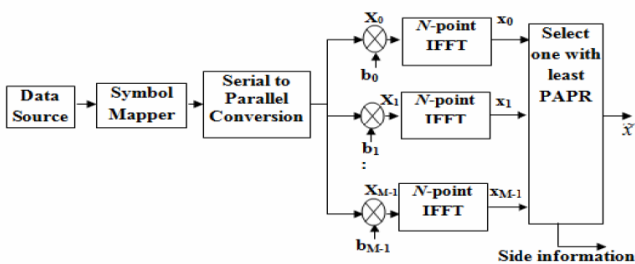 Data
Source
Symbol
Mapper
Serial to
Parallel
Conversion
X0
b0
N-point
IFFT
x0
X1
b1
:
N-point
IFFT
x1
XM-1
bM-1
N-point
IFFT
xM-1
Select
one with
least
PAPR
x̃
Side information